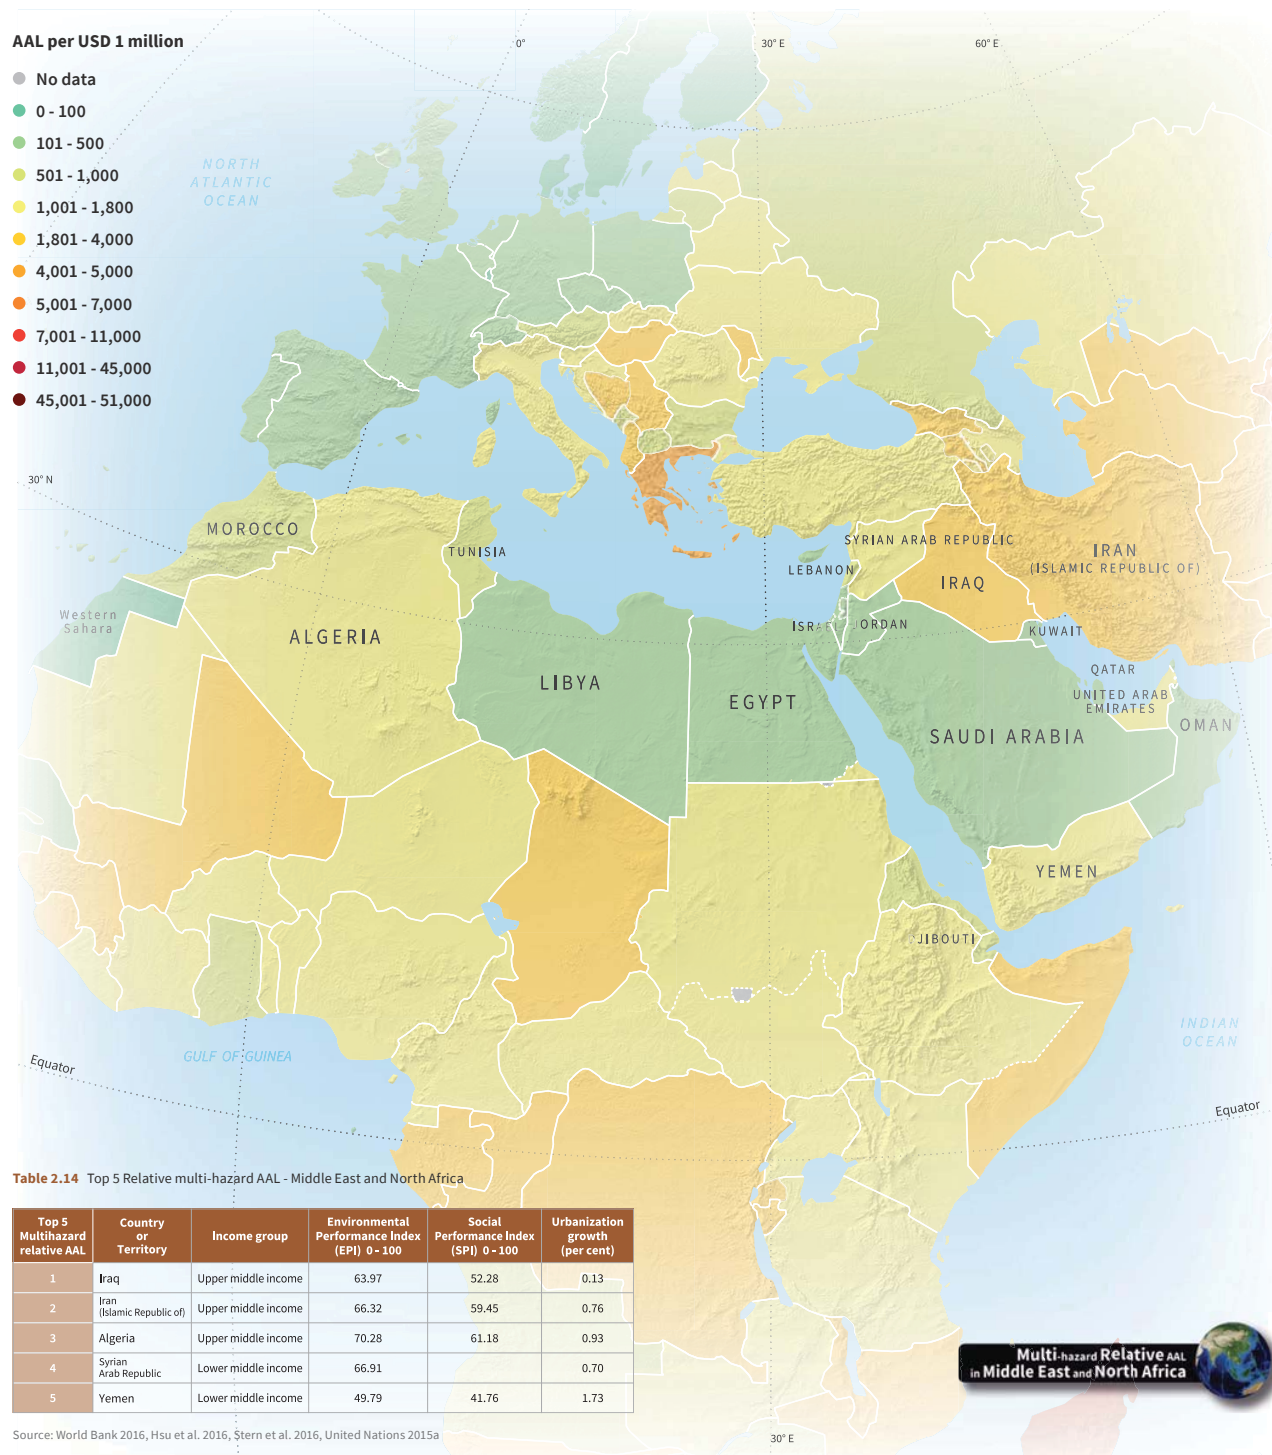 AAL per USD 1 million
No data
0 - 100
101 - 500
501 - 1,000
1,001 - 1,800
1,801 - 4,000
4,001 - 5,000
5,001 - 7,000
7,001 - 11,000
11,001 - 45,000
45,001 - 51,000
0°
30° E
60° E
NORTH
ATLANTIC
OCEAN
30° N
MOROCCO
TUNISIA
SYRIAN ARAB REPUBLIC
LEBANON
IRAN
(ISLAMIC REPUBLIC OF)
IRAQ
Western
Sahara
ALGERIA
ISRAEL
JORDAN
KUWAIT
LIBYA
EGYPT
QATAR
UNITED ARAB
EMIRATES
OMAN
SAUDI ARABIA
YEMEN
DJIBOUTI
INDIAN
OCEAN
GULF OF GUINEA
Equator
Equator
Table 2.14 Top 5 Relative multi-hazard AAL - Middle East and North Africa
Top 5 Multihazard relative AAL | Country or Territory | Income group | Environmental Performance Index (EPI) 0 - 100 | Social Performance Index (SPI) 0 - 100 | Urbanization growth (per cent)
1 | Iraq | Upper middle income | 63.97 | 52.28 | 0.13
2 | Iran (Islamic Republic of) | Upper middle income | 66.32 | 59.45 | 0.76
3 | Algeria | Upper middle income | 70.28 | 61.18 | 0.93
4 | Syrian Arab Republic | Lower middle income | 66.91 | | 0.70
5 | Yemen | Lower middle income | 49.79 | 41.76 | 1.73
Multi-hazard Relative AAL
in Middle East and North Africa
Source: World Bank 2016, Hsu et al. 2016, Stern et al. 2016, United Nations 2015a
30° E